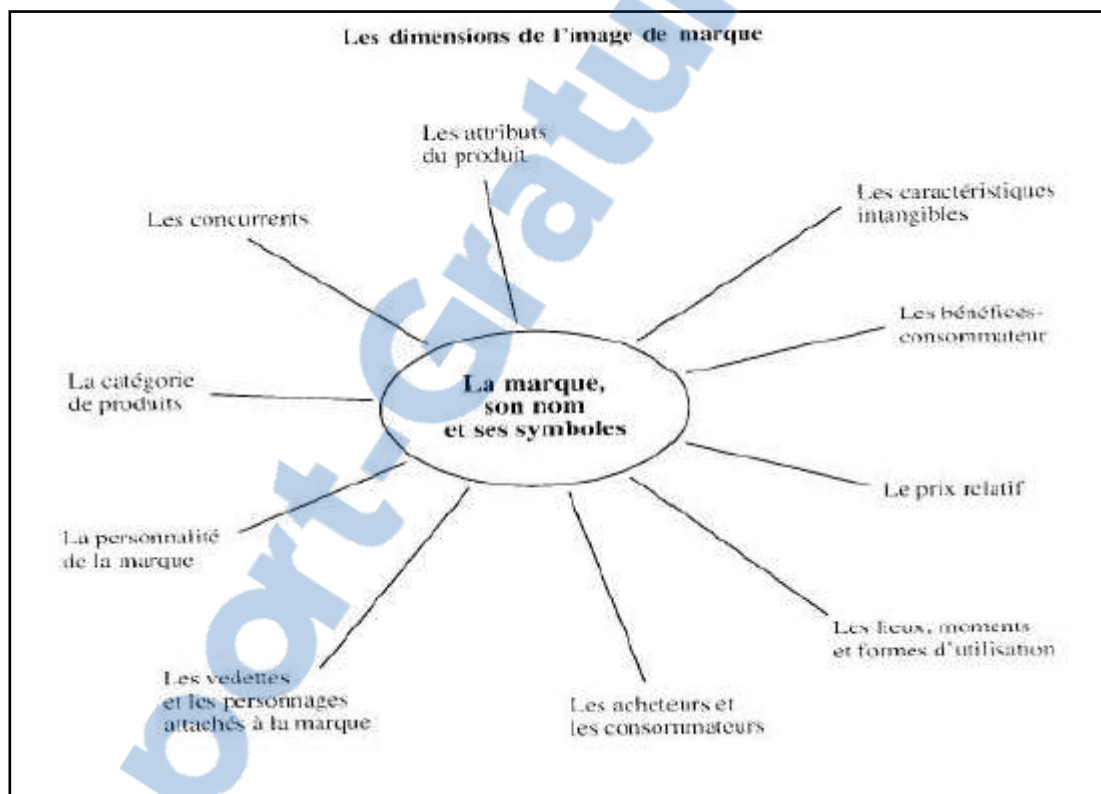 Les dimensions de l'image de marque
Les attributs
du produit
Les caractéristiques
intangibles
Les concurrents
Les bénéfices-
consommateur
La catégorie
de produits
La marque,
son nom
et ses symboles
Le prix relatif
La personnalité
de la marque
Les lieux, moments
et formes d'utilisation
Les vedettes
et les personnages
attachés à la marque
Les acheteurs et
les consommateurs
port-Gratu